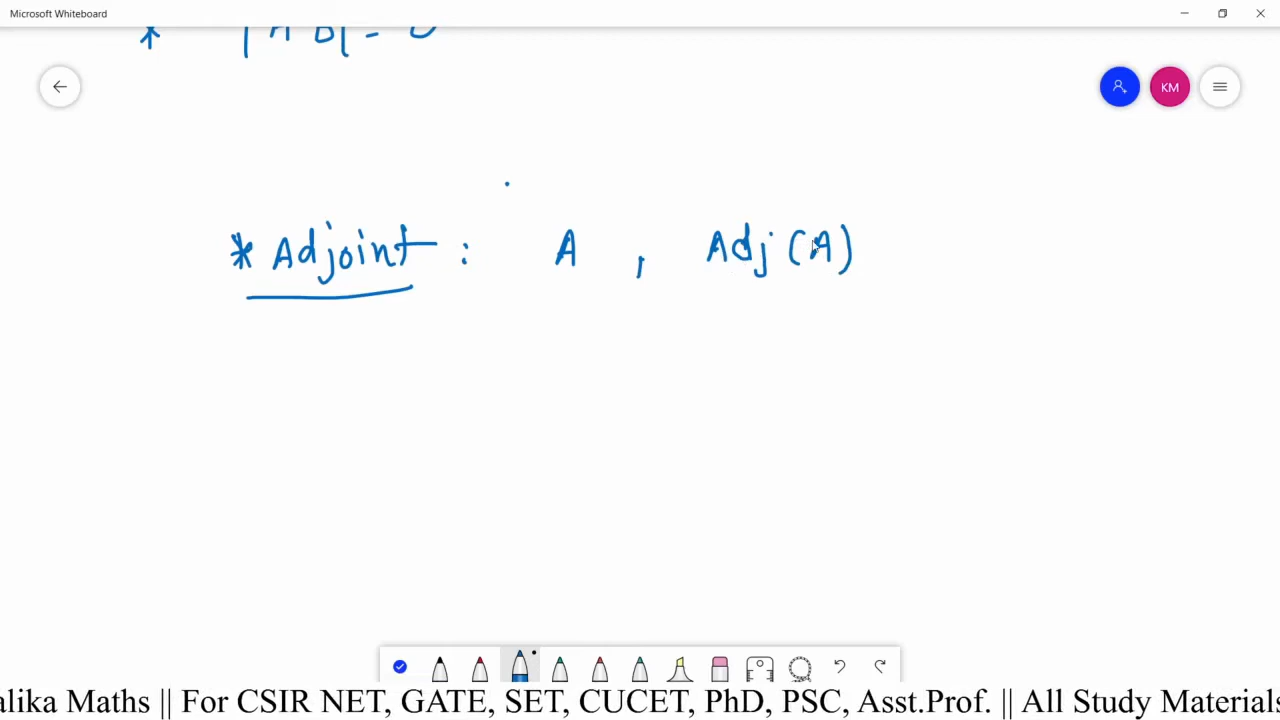 Microsoft Whiteboard
KM
* Adjoint : A , Adj (A)
alika Maths || For CSIR NET, GATE, SET, CUCET, PhD, PSC, Asst.Prof. || All Study Materials